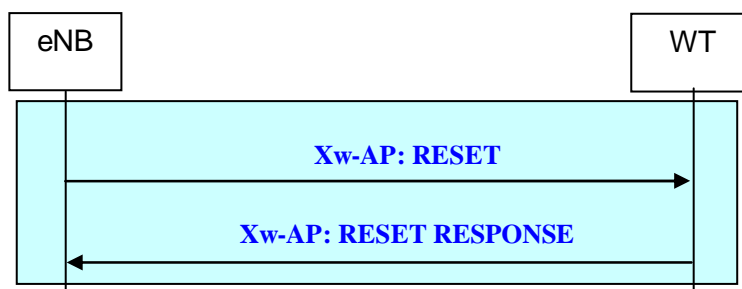 eNB
WT
Xw-AP: RESET
Xw-AP: RESET RESPONSE